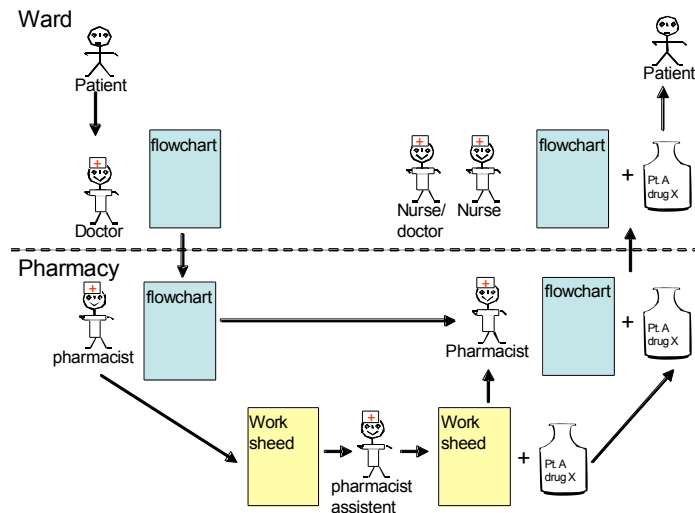 Ward
Patient
Patient
flowchart
flowchart
Pt. A
drug X
+
Doctor
Nurse/
doctor
Nurse
Pharmacy
flowchart
flowchart
Pt. A
drug X
+
pharmacist
Pharmacist
Work
sheed
Work
sheed
+
Pt. A
drug X
pharmacist
assistent